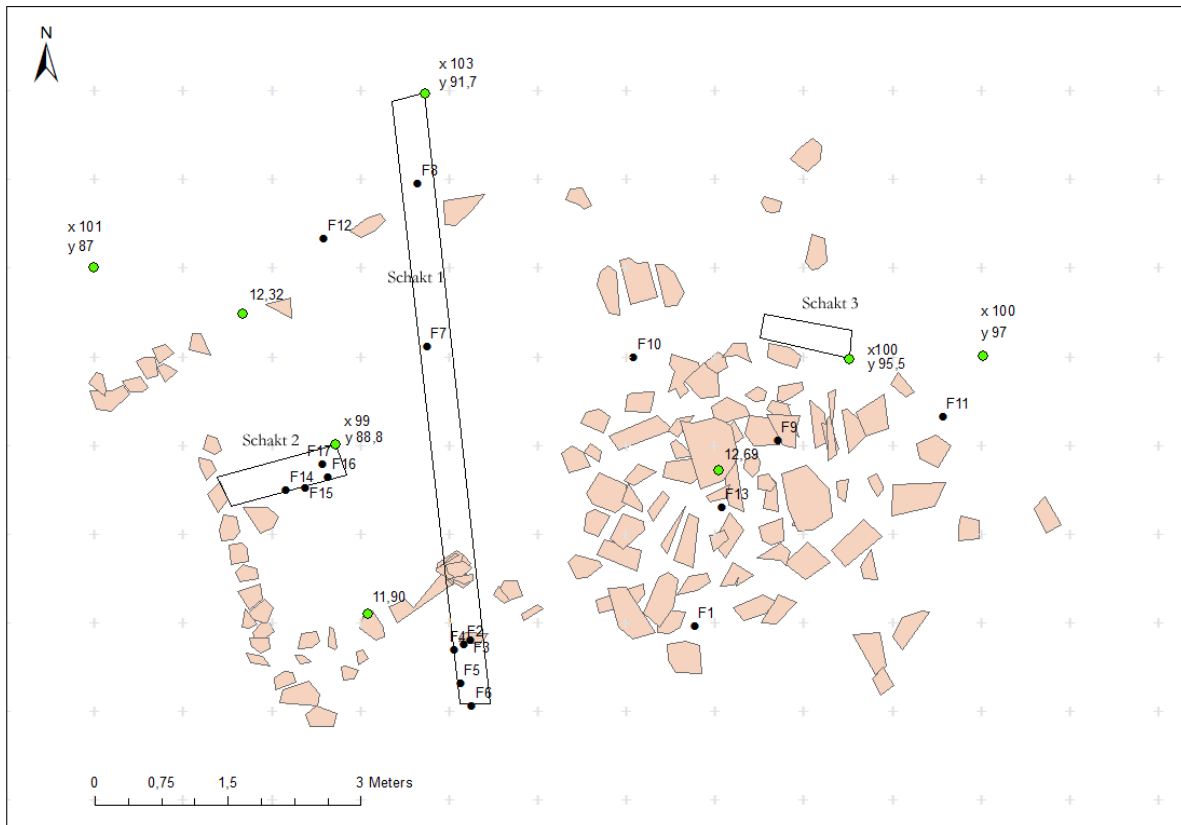 N
x 103
y 91,7
F8
x 101
y 87
F12
Schakt 1
12,32
Schakt 3
x 100
y 97
F7
F10
x100
y 95,5
F11
x 99
y 88,8
Schakt 2
F17
F16
F14
F15
F9
12,69
F13
11,90
F1
F4
F2
F3
F5
F6
0
0,75
1,5
3 Meters